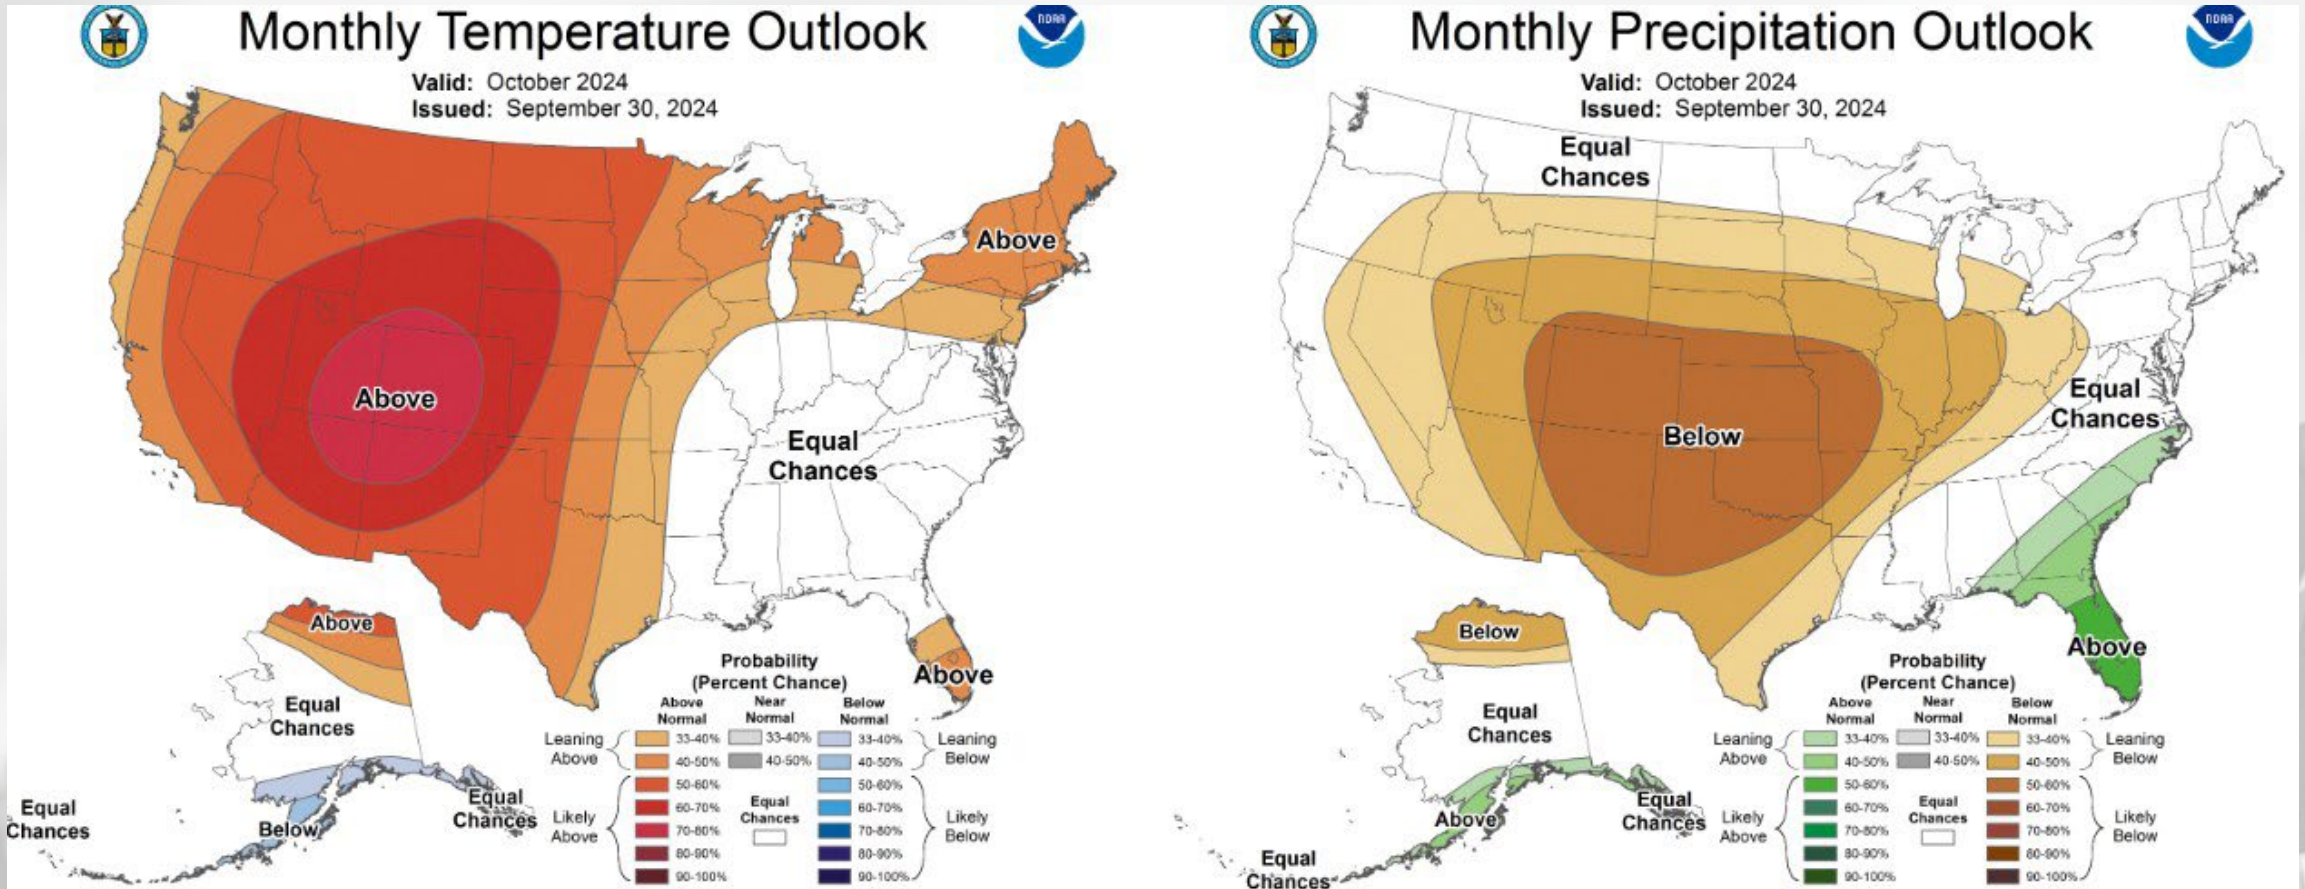 Monthly Temperature Outlook
NOAA
Valid: October 2024
Issued: September 30, 2024
Above
Above
Equal
Chances
Above
Above
Equal
Chances
Below
Equal
Chances
Equal
Chances
Probability
(Percent Chance)
Above
Normal
Near
Normal
Below
Normal
Leaning
Above
33-40%
33-40%
33-40%
Leaning
Below
40-50%
40-50%
40-50%
Likely
Above
50-60%
50-60%
60-70%
Equal
Chances
60-70%
70-80%
70-80%
Likely
Below
80-90%
80-90%
90-100%
90-100%
Monthly Precipitation Outlook
NOAA
Valid: October 2024
Issued: September 30, 2024
Equal
Chances
Below
Equal
Chances
Above
Below
Equal
Chances
Above
Equal
Chances
Equal
Chances
Probability
(Percent Chance)
Above
Normal
Near
Normal
Below
Normal
Leaning
Above
33-40%
33-40%
33-40%
Leaning
Below
40-50%
40-50%
40-50%
Likely
Above
50-60%
50-60%
60-70%
Equal
Chances
60-70%
70-80%
70-80%
Likely
Below
80-90%
80-90%
90-100%
90-100%